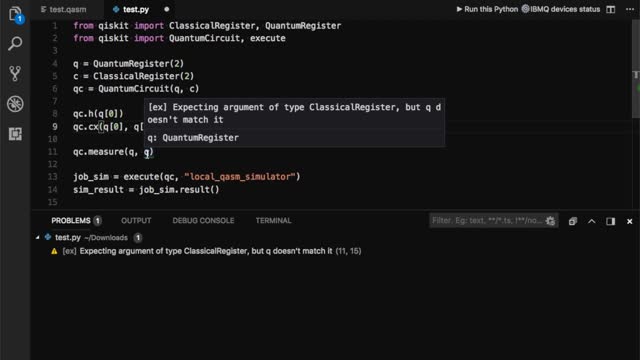 test.qasm
test.py
Run this Python
IBMQ devices status
1 from qiskit import ClassicalRegister, QuantumRegister
2 from qiskit import QuantumCircuit, execute
3
4 q = QuantumRegister(2)
5 c = ClassicalRegister(2)
6 qc = QuantumCircuit(q, c)
7
8 qc.h(q[0])
9 qc.cx(q[0], q[
[ex] Expecting argument of type ClassicalRegister, but q d
oesn't match it
q: QuantumRegister
10
11 qc.measure(q, q)
12
13 job_sim = execute(qc, "local_qasm_simulator")
14 sim_result = job_sim.result()
15
PROBLEMS 1 OUTPUT DEBUG CONSOLE TERMINAL
Filter. Eg: text, **/*.ts, !**/no...
test.py ~/Downloads 1
[ex] Expecting argument of type ClassicalRegister, but q doesn't match it (11, 15)